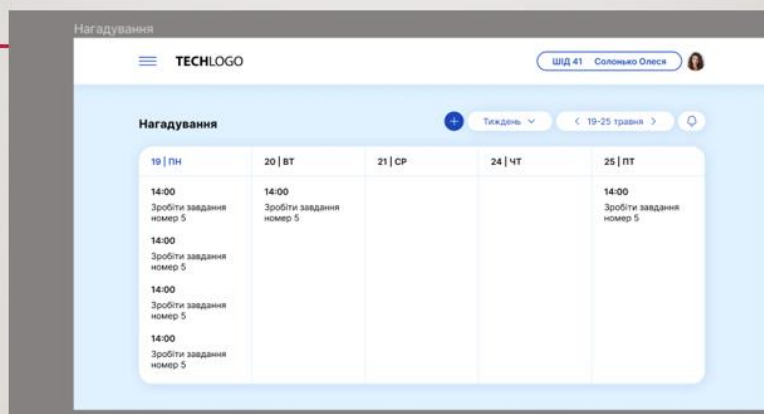 Нагадування
TECHLOGO
ШІД 41 Солонько Олеся
Нагадування
+
Тиждень
< 19-25 травня >
19 | ПН
20 | ВТ
21 | СР
24 | ЧТ
25 | ПТ
14:00
Зробіти завдання
номер 5
14:00
Зробіти завдання
номер 5
14:00
Зробіти завдання
номер 5
14:00
Зробіти завдання
номер 5
14:00
Зробіти завдання
номер 5
14:00
Зробіти завдання
номер 5